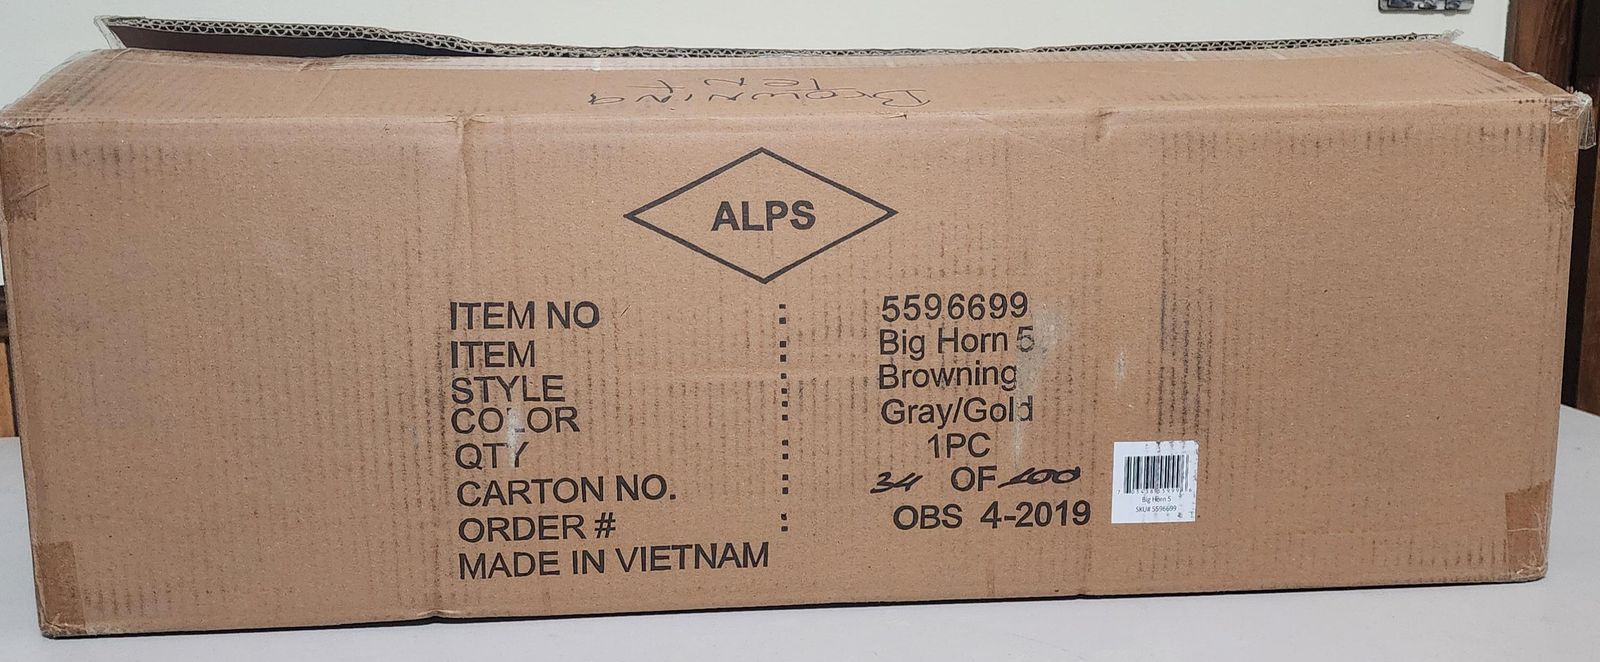 Browning
TENT
ALPS
ITEM NO : 5596699
ITEM : Big Horn 5
STYLE : Browning
COLOR : Gray/Gold
QTY : 1PC
CARTON NO. : 34 OF 100
ORDER # : OBS 4-2019
MADE IN VIETNAM
Big Horn 5
SKU# 5596699